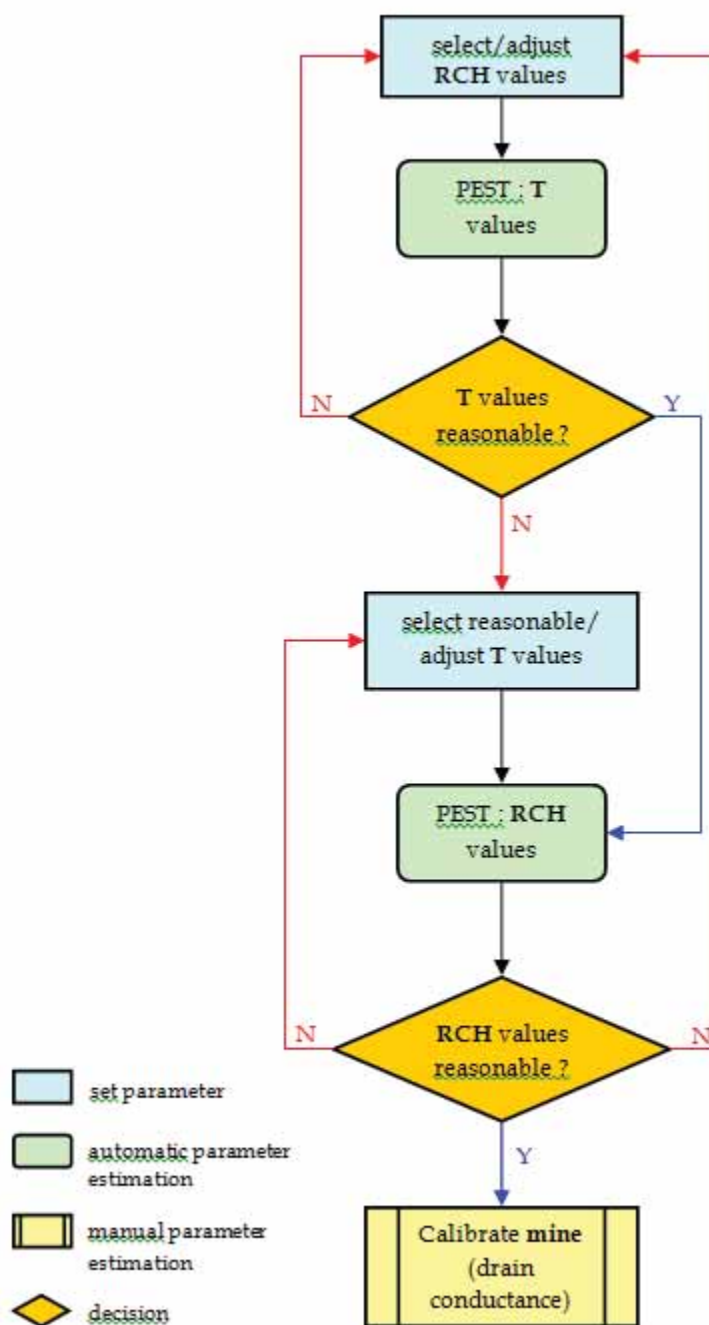 select/adjust
RCH values
PEST : T
values
T values
reasonable ?
N
Y
N
select reasonable/
adjust T values
PEST : RCH
values
RCH values
reasonable ?
N
N
Y
Calibrate mine
(drain
conductance)
set parameter
automatic parameter
estimation
manual parameter
estimation
decision